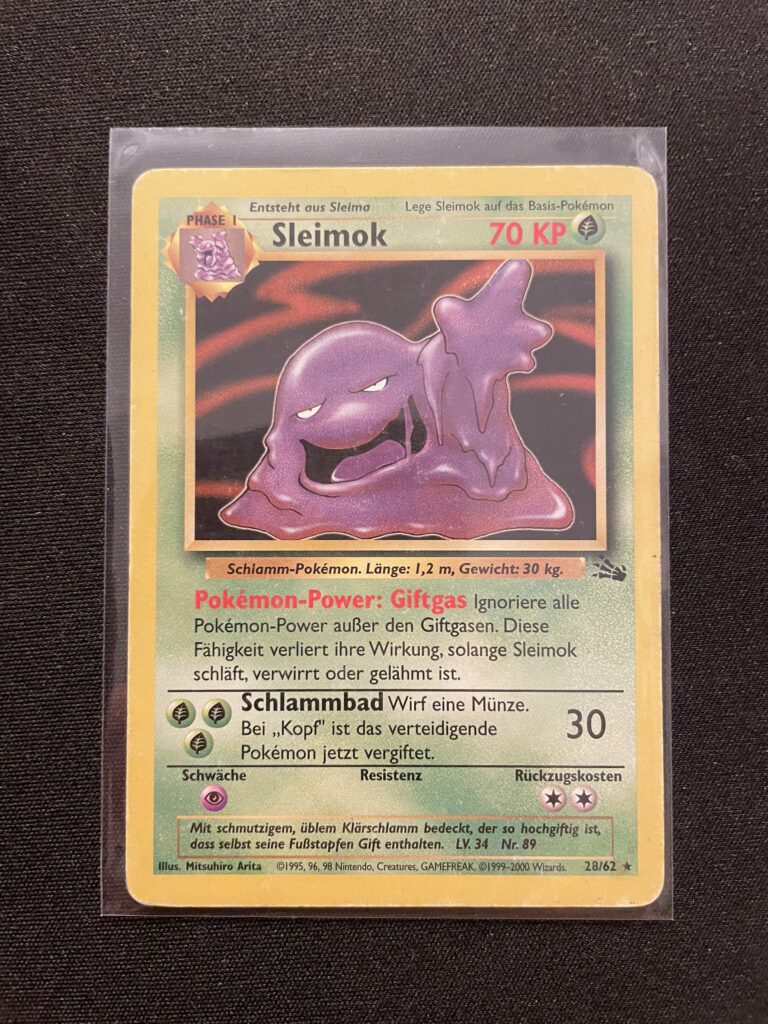 Entsteht aus Sleima Lege Sleimok auf das Basis-Pokémon
PHASE 1
Sleimok 70 KP
Schlamm-Pokémon. Länge: 1,2 m, Gewicht: 30 kg.
Pokémon-Power: Giftgas Ignoriere alle
Pokémon-Power außer den Giftgasen. Diese
Fähigkeit verliert ihre Wirkung, solange Sleimok
schläft, verwirrt oder gelähmt ist.
Schlammbad Wirf eine Münze.
Bei „Kopf" ist das verteidigende
Pokémon jetzt vergiftet.
30
Schwäche Resistenz Rückzugskosten
Mit schmutzigem, üblem Klärschlamm bedeckt, der so hochgiftig ist,
dass selbst seine Fußstapfen Gift enthalten. LV. 34 Nr. 89
Illus. Mitsuhiro Arita ©1995, 96, 98 Nintendo, Creatures, GAMEFREAK. ©1999-2000 Wizards. 28/62 ★